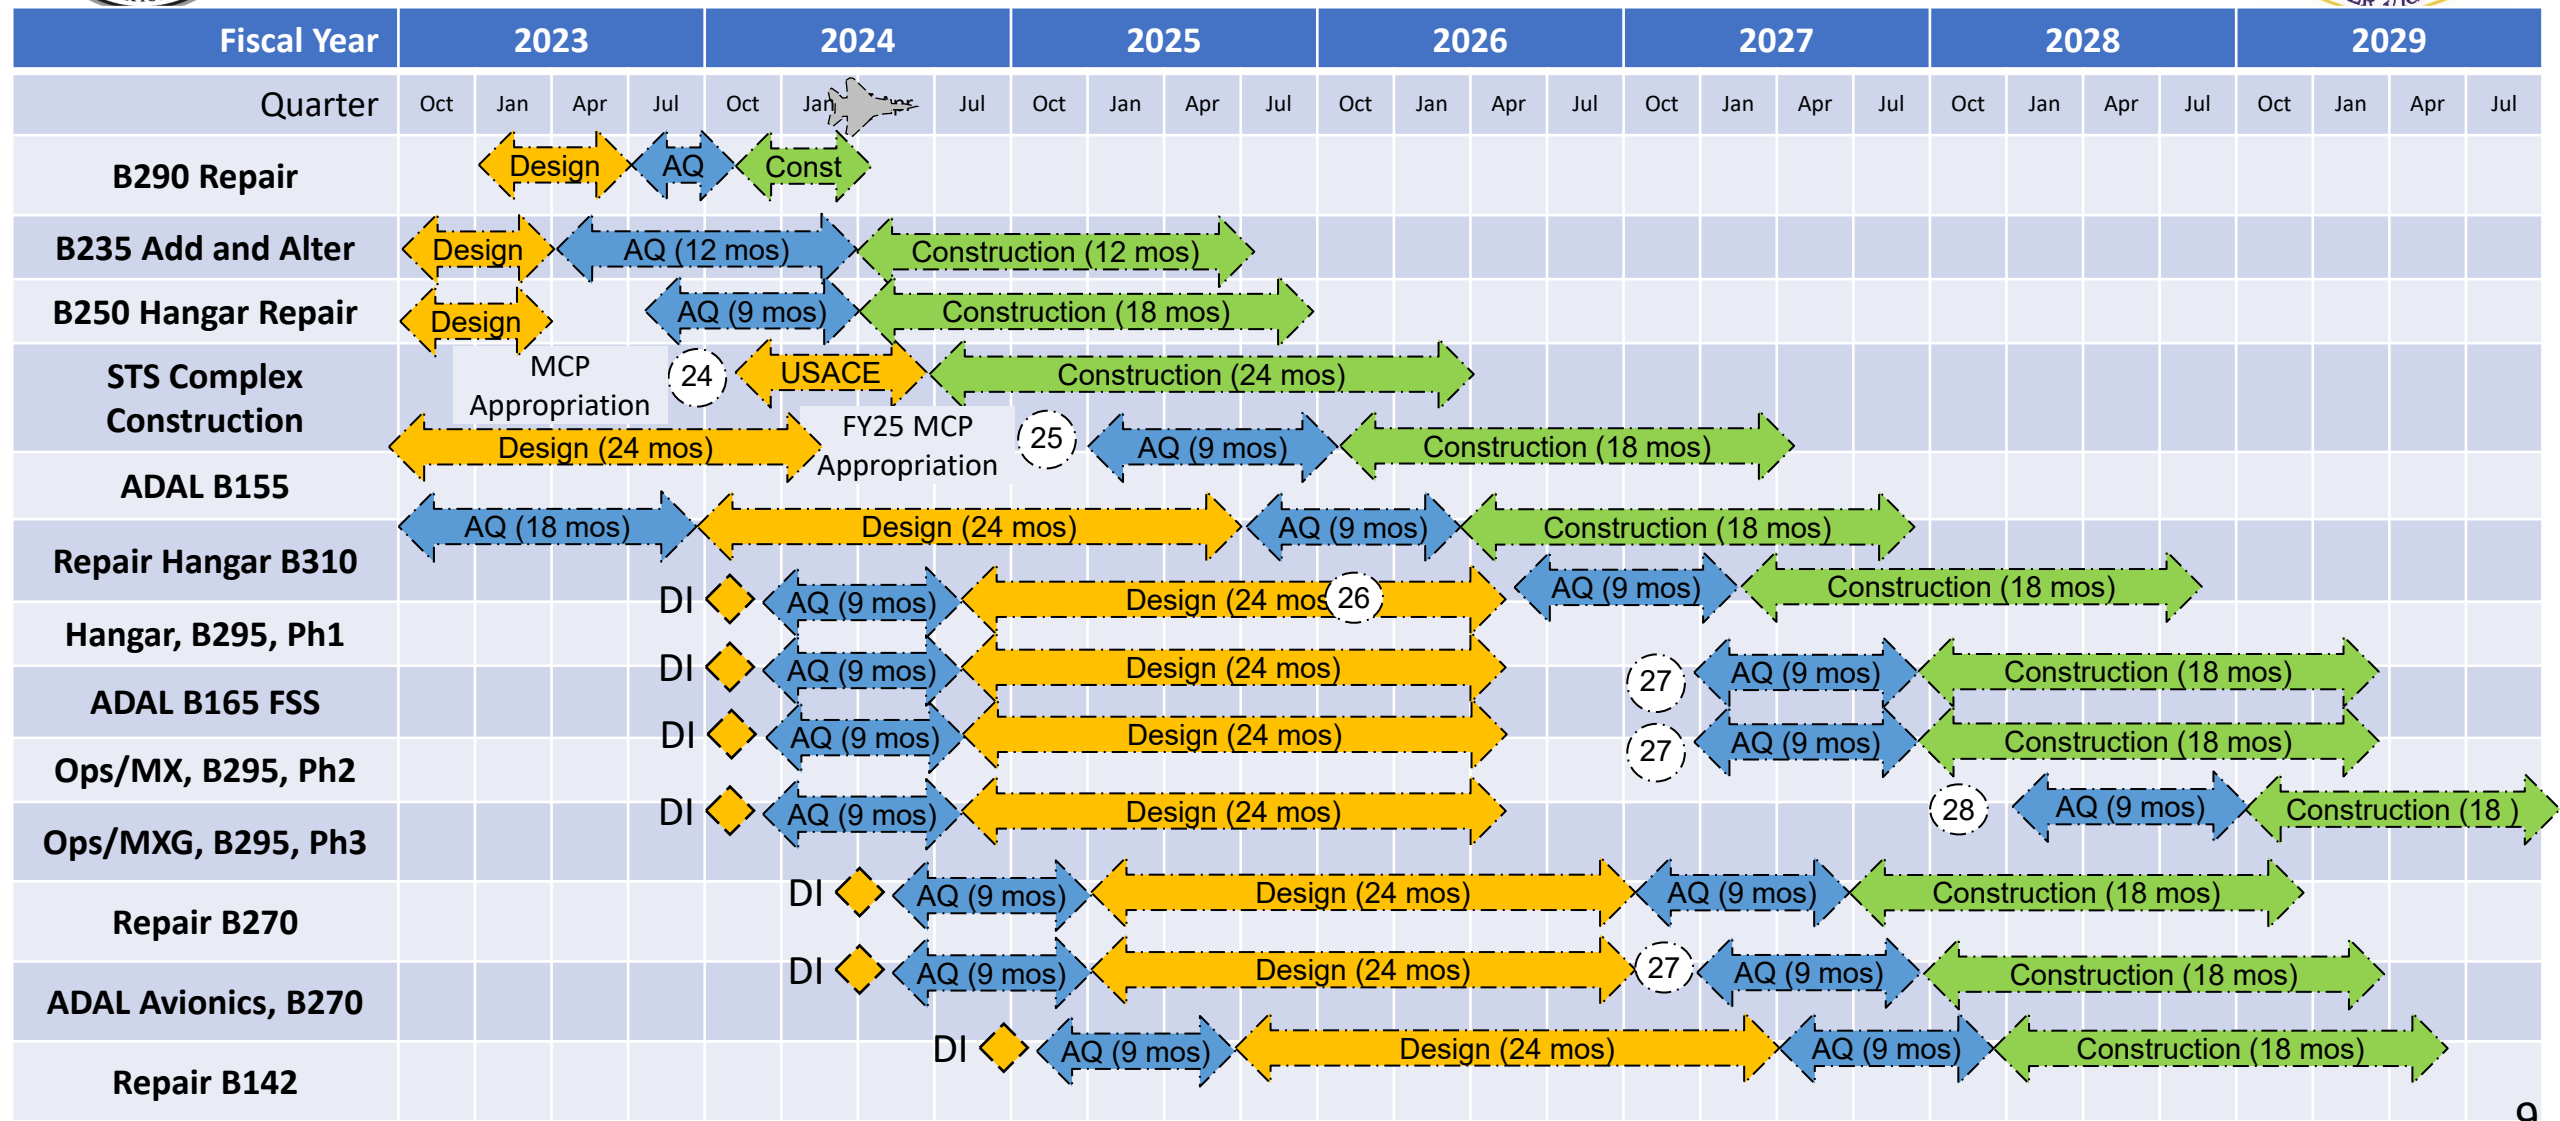 Fiscal Year 2023 2024 2025 2026 2027 2028 2029
Quarter Oct Jan Apr Jul Oct Jan Apr Jul Oct Jan Apr Jul Oct Jan Apr Jul Oct Jan Apr Jul Oct Jan Apr Jul Oct Jan Apr Jul
B290 Repair Design AQ Const
B235 Add and Alter Design AQ (12 mos) Construction (12 mos)
B250 Hangar Repair Design AQ (9 mos) Construction (18 mos)
STS Complex
Construction
MCP
Appropriation
24 USACE Construction (24 mos)
ADAL B155
Design (24 mos)
FY25 MCP
Appropriation
25 AQ (9 mos) Construction (18 mos)
Repair Hangar B310
AQ (18 mos) Design (24 mos) AQ (9 mos) Construction (18 mos)
Hangar, B295, Ph1
DI AQ (9 mos) Design (24 mos 26 AQ (9 mos) Construction (18 mos)
ADAL B165 FSS
DI AQ (9 mos) Design (24 mos) 27 AQ (9 mos) Construction (18 mos)
Ops/MX, B295, Ph2
DI AQ (9 mos) Design (24 mos) 27 AQ (9 mos) Construction (18 mos)
Ops/MXG, B295, Ph3
DI AQ (9 mos) Design (24 mos) 28 AQ (9 mos) Construction (18 )
Repair B270
DI AQ (9 mos) Design (24 mos) AQ (9 mos) Construction (18 mos)
ADAL Avionics, B270
DI AQ (9 mos) Design (24 mos) 27 AQ (9 mos) Construction (18 mos)
Repair B142
DI AQ (9 mos) Design (24 mos) AQ (9 mos) Construction (18 mos)
9